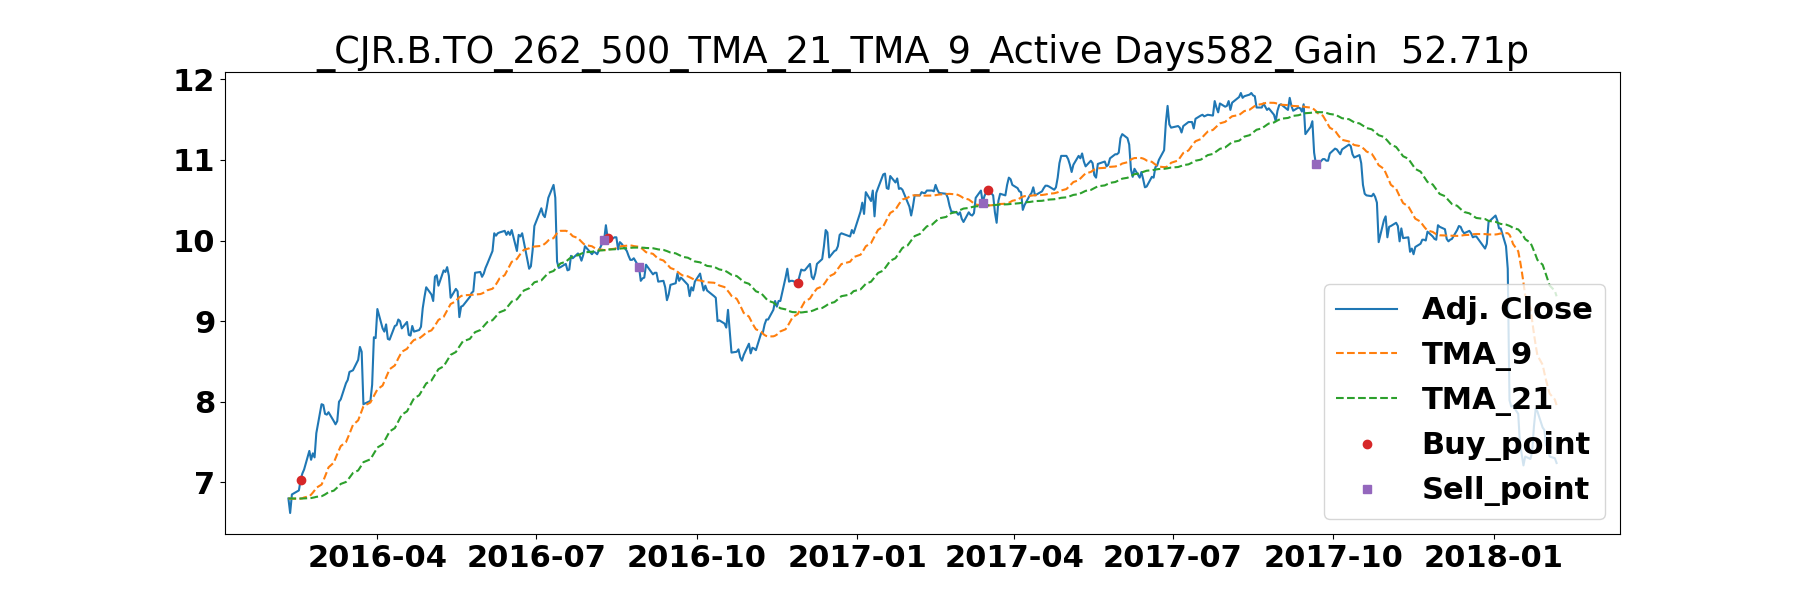 _CJR.B.TO_262_500_TMA_21_TMA_9_Active Days582_Gain  52.71p
12
11
10
9
8
7
Adj. Close
TMA_9
TMA_21
Buy_point
Sell_point
2016-04 2016-07 2016-10 2017-01 2017-04 2017-07 2017-10 2018-01